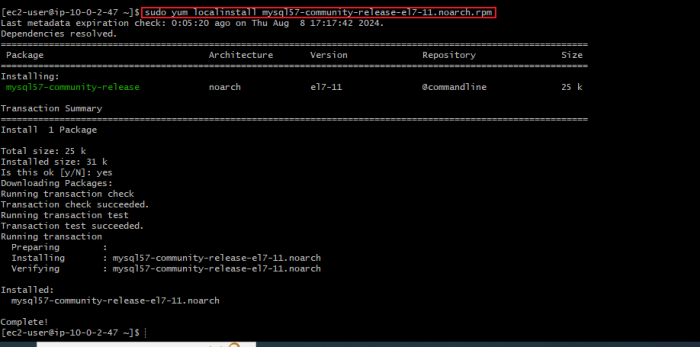 [ec2-user@ip-10-0-2-47 ~]$ sudo yum localinstall mysql57-community-release-el7-11.noarch.rpm
Last metadata expiration check: 0:05:20 ago on Thu Aug  8 17:17:42 2024.
Dependencies resolved.
================================================================================
Package Architecture Version Repository Size
================================================================================
Installing:
mysql57-community-release noarch el7-11 @commandline 25 k
Transaction Summary
================================================================================
Install  1 Package
Total size: 25 k
Installed size: 31 k
Is this ok [y/N]: yes
Downloading Packages:
Running transaction check
Transaction check succeeded.
Running transaction test
Transaction test succeeded.
Running transaction
Preparing :
Installing : mysql57-community-release-el7-11.noarch
Verifying : mysql57-community-release-el7-11.noarch
Installed:
mysql57-community-release-el7-11.noarch
Complete!
[ec2-user@ip-10-0-2-47 ~]$